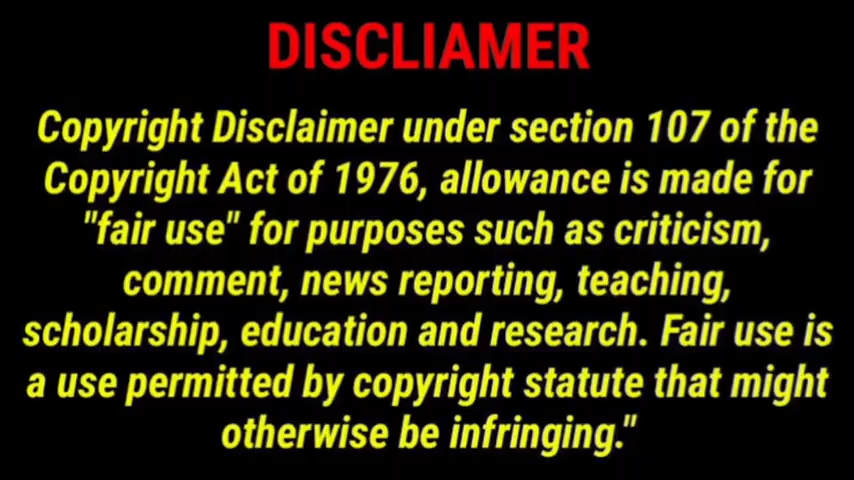 DISCLIAMER
Copyright Disclaimer under section 107 of the
Copyright Act of 1976, allowance is made for
"fair use" for purposes such as criticism,
comment, news reporting, teaching,
scholarship, education and research. Fair use is
a use permitted by copyright statute that might
otherwise be infringing."